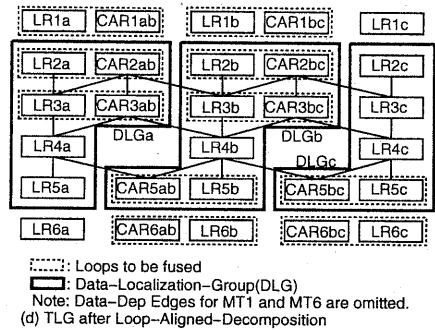 LR1a CAR1ab LR1b CAR1bc LR1c
LR2a CAR2ab LR2b CAR2bc LR2c
LR3a CAR3ab LR3b CAR3bc LR3c
DLGa DLGb
LR4a LR4b DLGc LR4c
LR5a CAR5ab LR5b CAR5bc LR5c
LR6a CAR6ab LR6b CAR6bc LR6c
: Loops to be fused
: Data-Localization-Group(DLG)
Note: Data-Dep Edges for MT1 and MT6 are omitted.
(d) TLG after Loop-Aligned-Decomposition